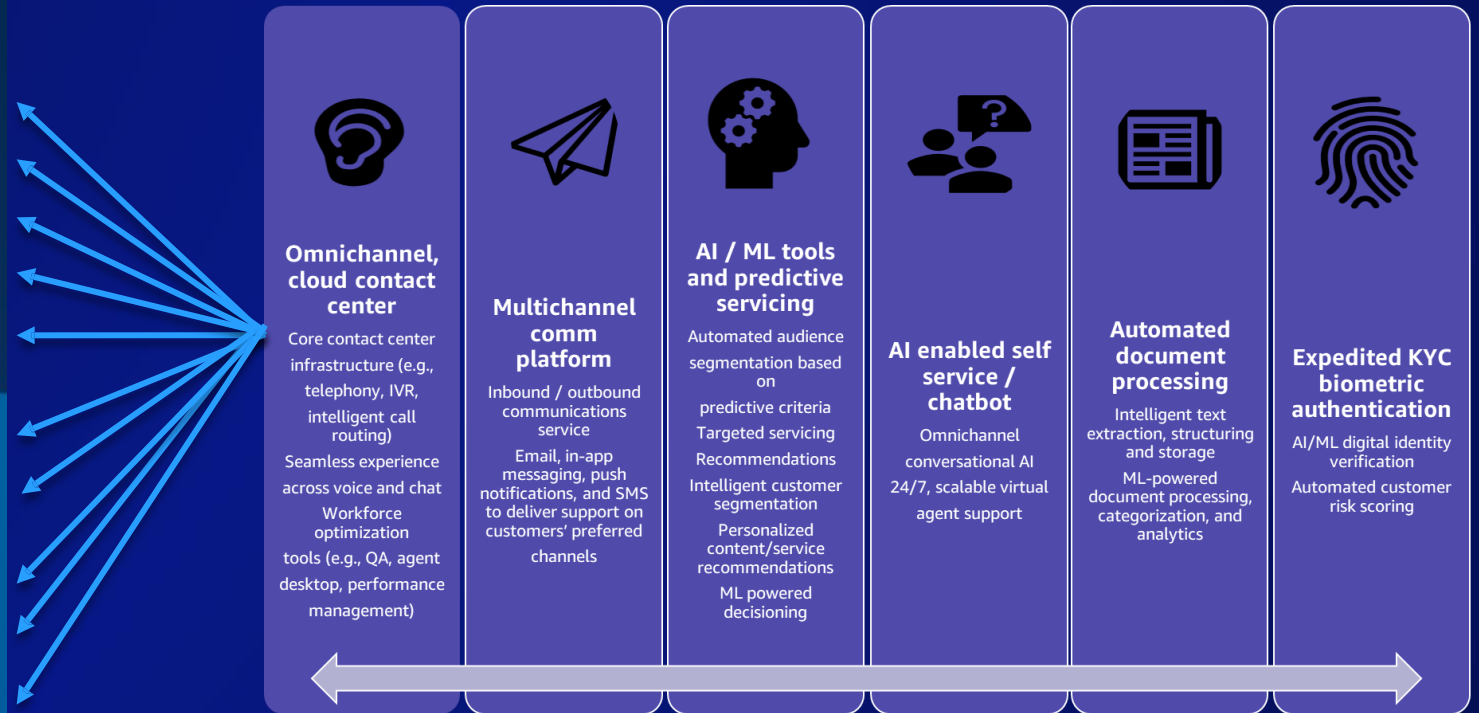 Omnichannel,
cloud contact
center
Core contact center
infrastructure (e.g.,
telephony, IVR,
intelligent call
routing)
Seamless experience
across voice and chat
Workforce
optimization
tools (e.g., QA, agent
desktop, performance
management)
Multichannel
comm
platform
Inbound / outbound
communications
service
Email, in-app
messaging, push
notifications, and SMS
to deliver support on
customers’ preferred
channels
AI / ML tools
and predictive
servicing
Automated audience
segmentation based
on
predictive criteria
Targeted servicing
Recommendations
Intelligent customer
segmentation
Personalized
content/service
recommendations
ML powered
decisioning
?
AI enabled self
service /
chatbot
Omnichannel
conversational AI
24/7, scalable virtual
agent support
Automated
document
processing
Intelligent text
extraction, structuring
and storage
ML-powered
document processing,
categorization, and
analytics
Expedited KYC
biometric
authentication
AI/ML digital identity
verification
Automated customer
risk scoring